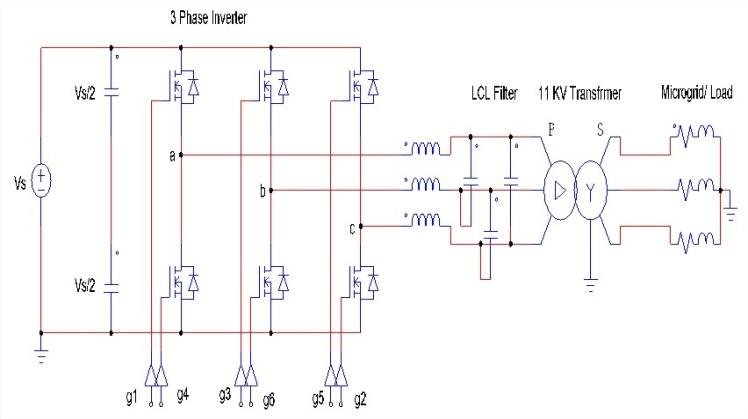 3 Phase Inverter
LCL Filter
11 KV Transfrmer
Microgrid/ Load
Vs/2
P
S
a
Vs
b
Y
c
Vs/2
g1
g4
g3
g6
g5
g2